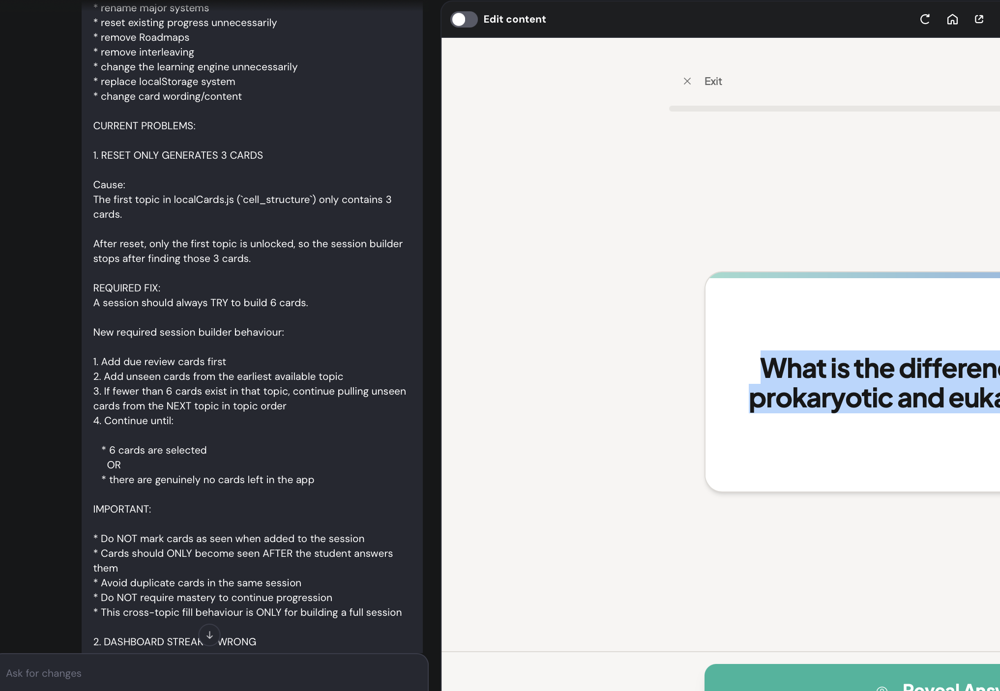 * rename major systems
* reset existing progress unnecessarily
* remove Roadmaps
* remove interleaving
* change the learning engine unnecessarily
* replace localStorage system
* change card wording/content
CURRENT PROBLEMS:
1. RESET ONLY GENERATES 3 CARDS
Cause:
The first topic in localCards.js (`cell_structure`) only contains 3
cards.
After reset, only the first topic is unlocked, so the session builder
stops after finding those 3 cards.
REQUIRED FIX:
A session should always TRY to build 6 cards.
New required session builder behaviour:
1. Add due review cards first
2. Add unseen cards from the earliest available topic
3. If fewer than 6 cards exist in that topic, continue pulling unseen
cards from the NEXT topic in topic order
4. Continue until:
* 6 cards are selected
OR
* there are genuinely no cards left in the app
IMPORTANT:
* Do NOT mark cards as seen when added to the session
* Cards should ONLY become seen AFTER the student answers
them
* Avoid duplicate cards in the same session
* Do NOT require mastery to continue progression
* This cross-topic fill behaviour is ONLY for building a full session
2. DASHBOARD STREAK WRONG
Ask for changes
Edit content
Exit
What is the differenc
prokaryotic and euka
Reveal Answ